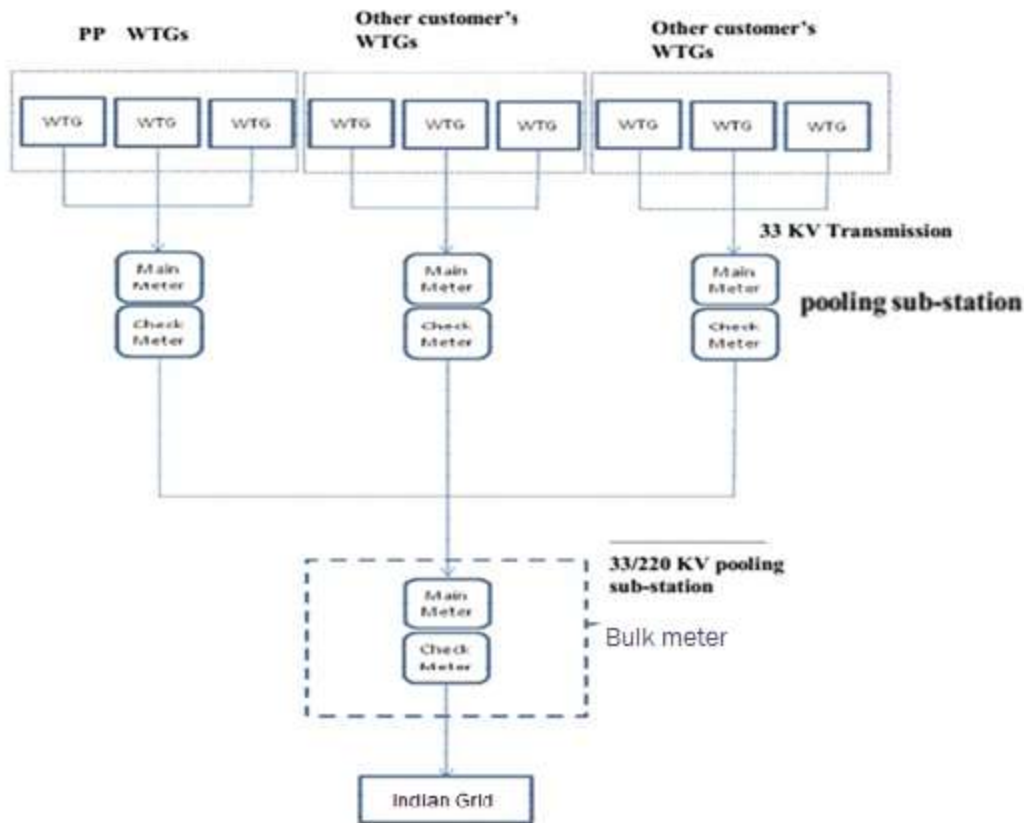 PP WTGs
Other customer's
WTGs
Other customer's
WTGs
WTG
WTG
WTG
WTG
WTG
WTG
WTG
WTG
WTG
33 KV Transmission
Main
Meter
Check
Meter
Main
Meter
Check
Meter
Main
Meter
Check
Meter
pooling sub-station
33/220 KV pooling
sub-station
Main
Meter
Check
Meter
Bulk meter
Indian Grid